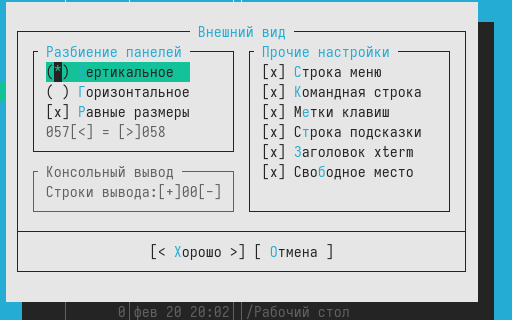 Внешний вид
Разбиение панелей
(*) ертикальное
( ) Горизонтальное
[x] Равные размеры
057[<] = [>]058
Консольный вывод
Строки вывода:[+]00[-]
Прочие настройки
[x] Строка меню
[x] Командная строка
[x] Метки клавиш
[x] Строка подсказки
[x] Заголовок xterm
[x] Свободное место
[< Хорошо >] [ Отмена ]
0 фев 20 20:02 /Рабочий стол